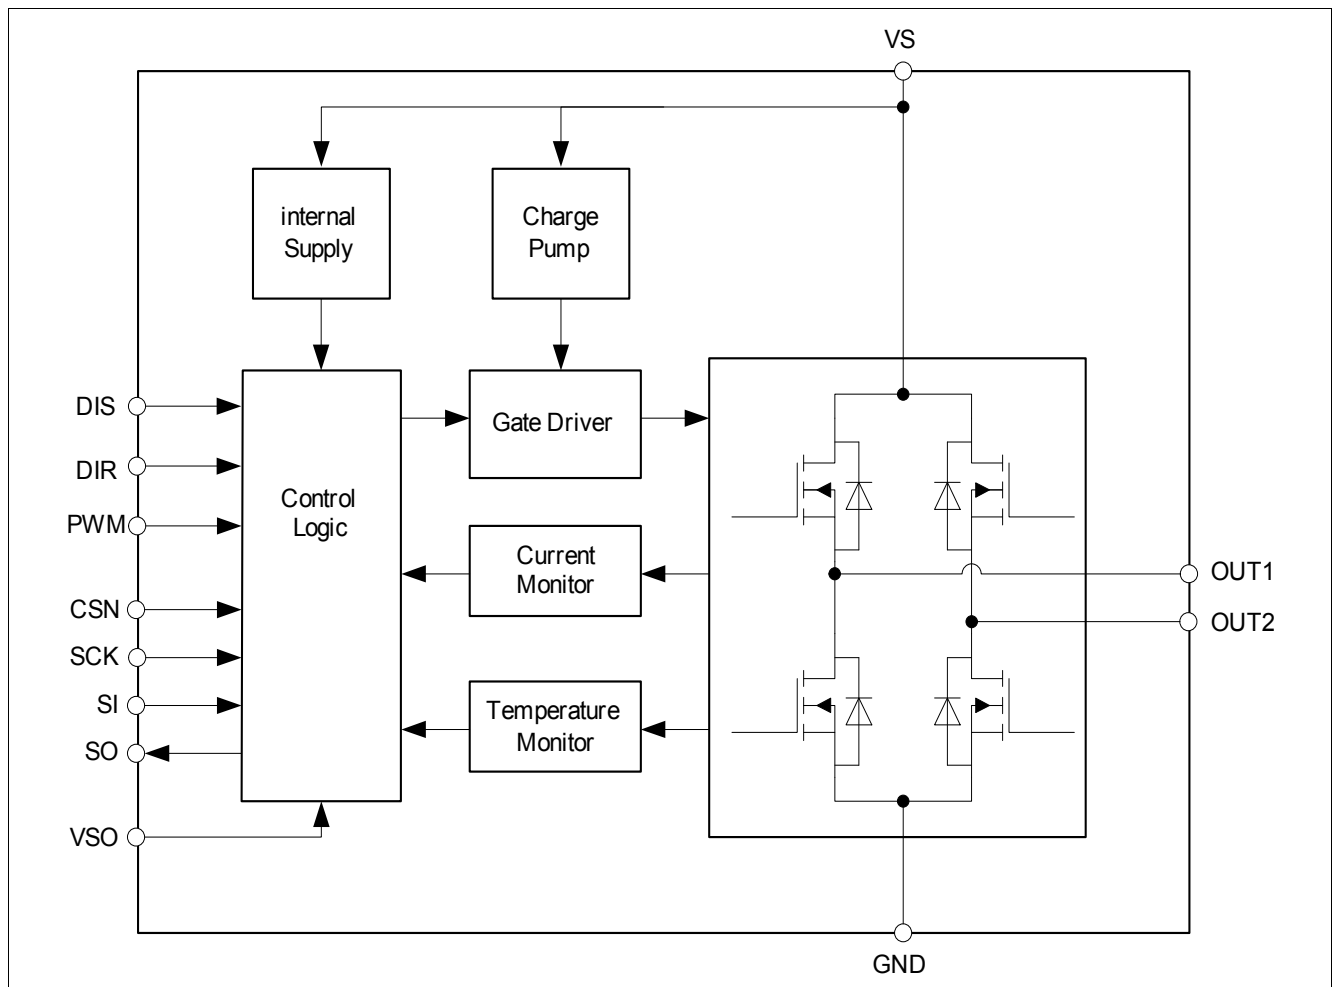 VS
internal
Supply
Charge
Pump
DIS
DIR
PWM
CSN
SCK
SI
SO
VSO
Control
Logic
Gate Driver
Current
Monitor
Temperature
Monitor
OUT1
OUT2
GND